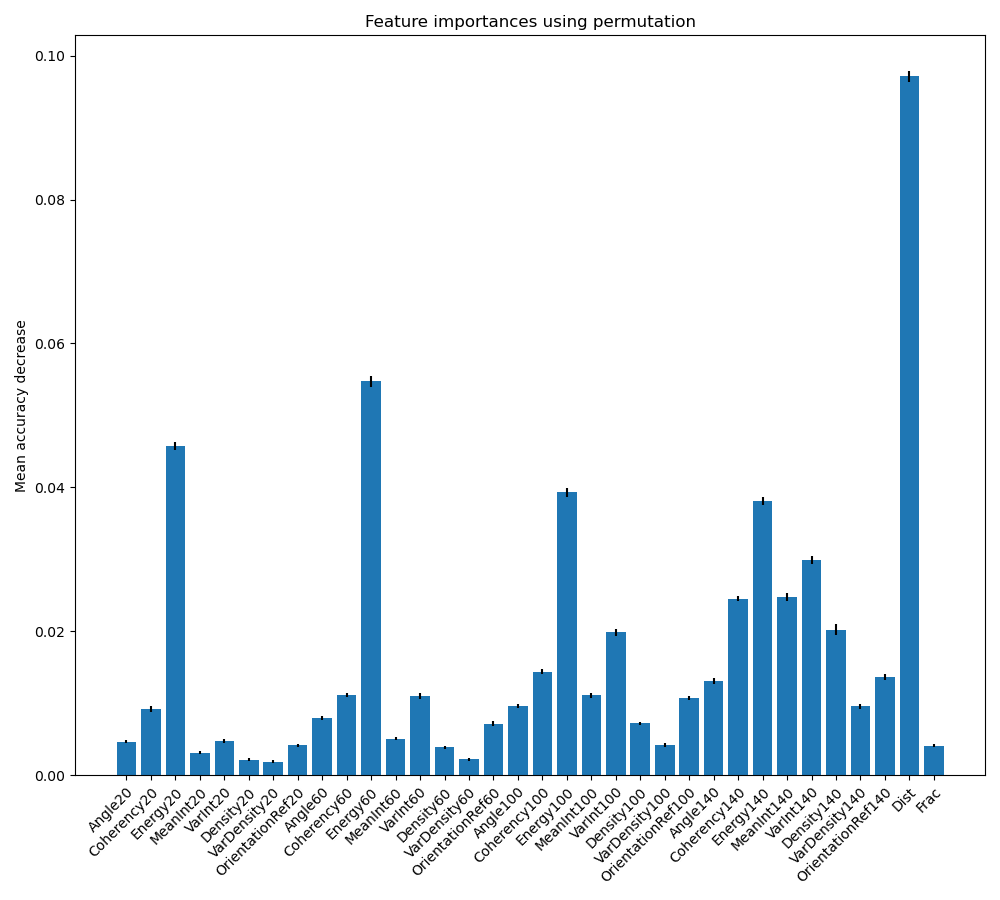 Feature importances using permutation
Mean accuracy decrease
0.10
0.08
0.06
0.04
0.02
0.00
Angle20
Coherency20
Energy20
MeanInt20
VarInt20
Density20
VarDensity20
OrientationRef20
Angle60
Coherency60
Energy60
MeanInt60
VarInt60
Density60
VarDensity60
OrientationRef60
Angle100
Coherency100
Energy100
MeanInt100
VarInt100
Density100
VarDensity100
OrientationRef100
Angle140
Coherency140
Energy140
MeanInt140
VarInt140
Density140
VarDensity140
OrientationRef140
Dist
Frac